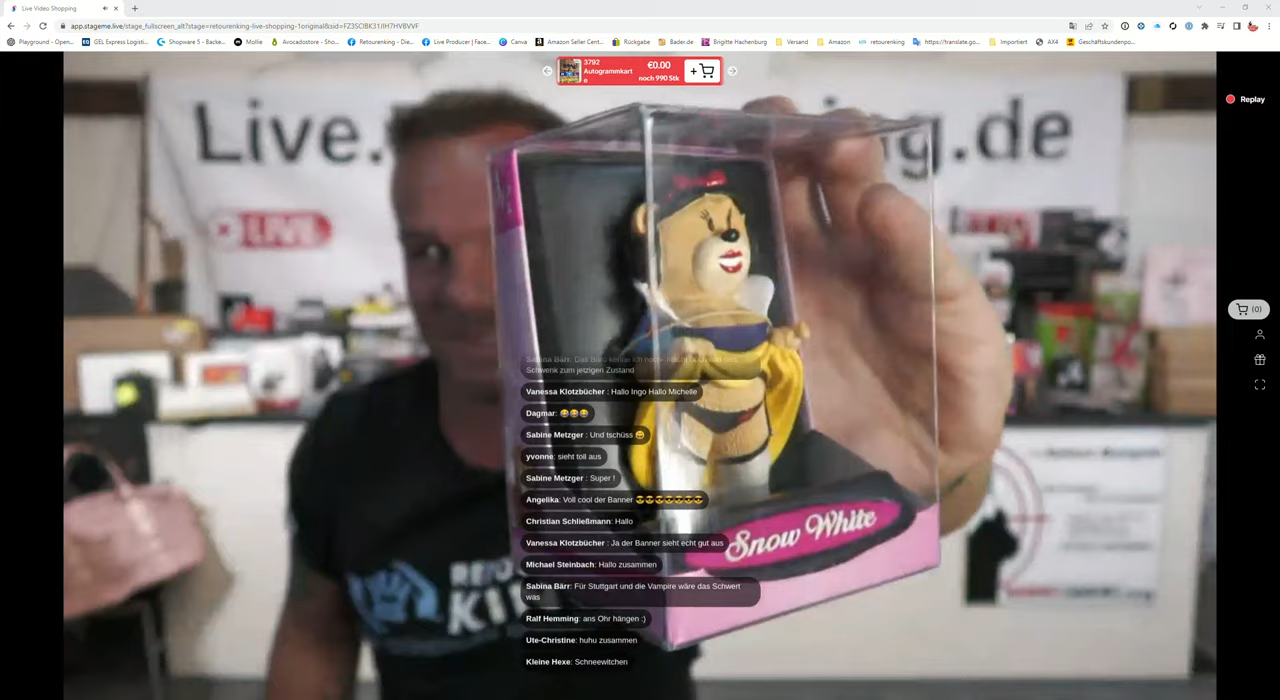 Live Video Shopping
app.stageme.live/stage_fullscreen_alt?stage=retourenking-live-shopping-1original&sid=FZ3SCIBK31JIH7HVBVVF
Playground - Open...
GEL Express Logisti...
Shopware 5 - Backe...
Mollie
Avocadostore - Sho...
Retourenking - Die...
Live Producer | Face...
Canva
Amazon Seller Cent...
Rückgabe
Bader.de
Brigitte Hachenburg
Versand
Amazon
retourenking
https://translate.go...
Importiert
AX4
Geschäftskundenpo...
3792
Autogrammkart
e
€0.00
noch 990 Stk
Replay
Live.
ng.de
LIVE
(0)
Schwenk zum jetzigen Zustand
Vanessa Klotzbücher : Hallo Ingo Hallo Michelle
Dagmar: 😂😂😂
Sabine Metzger : Und tschüss
yvonne: sieht toll aus
Sabine Metzger : Super !
Angelika: Voll cool der Banner 😎😎😎😎😎😎😎
Christian Schließmann: Hallo
Vanessa Klotzbücher : Ja der Banner sieht echt gut aus
Snow White
Michael Steinbach: Hallo zusammen
Sabina Bärr: Für Stuttgart und die Vampire wäre das Schwert
was
Ralf Hemming: ans Ohr hängen :)
Ute-Christine: huhu zusammen
Kleine Hexe: Schneewitchen